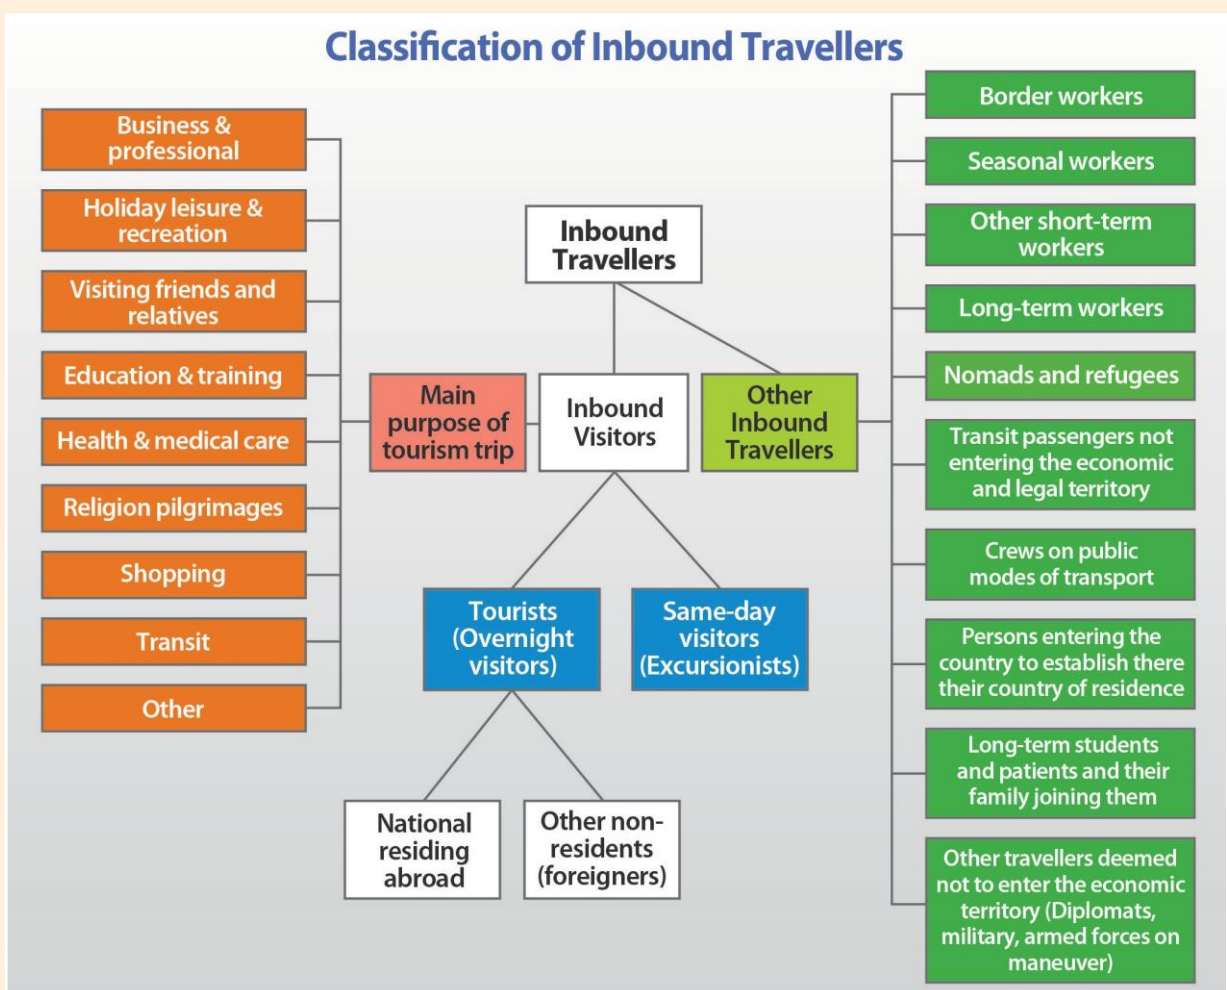 Classification of Inbound Travellers
Business &
professional
Holiday leisure &
recreation
Visiting friends and
relatives
Education & training
Health & medical care
Religion pilgrimages
Shopping
Transit
Other
Main
purpose of
tourism trip
Inbound
Travellers
Inbound
Visitors
Other
Inbound
Travellers
Tourists
(Overnight
visitors)
Same-day
visitors
(Excursionists)
National
residing
abroad
Other non-
residents
(foreigners)
Border workers
Seasonal workers
Other short-term
workers
Long-term workers
Nomads and refugees
Transit passengers not
entering the economic
and legal territory
Crews on public
modes of transport
Persons entering the
country to establish there
their country of residence
Long-term students
and patients and their
family joining them
Other travellers deemed
not to enter the economic
territory (Diplomats,
military, armed forces on
maneuver)